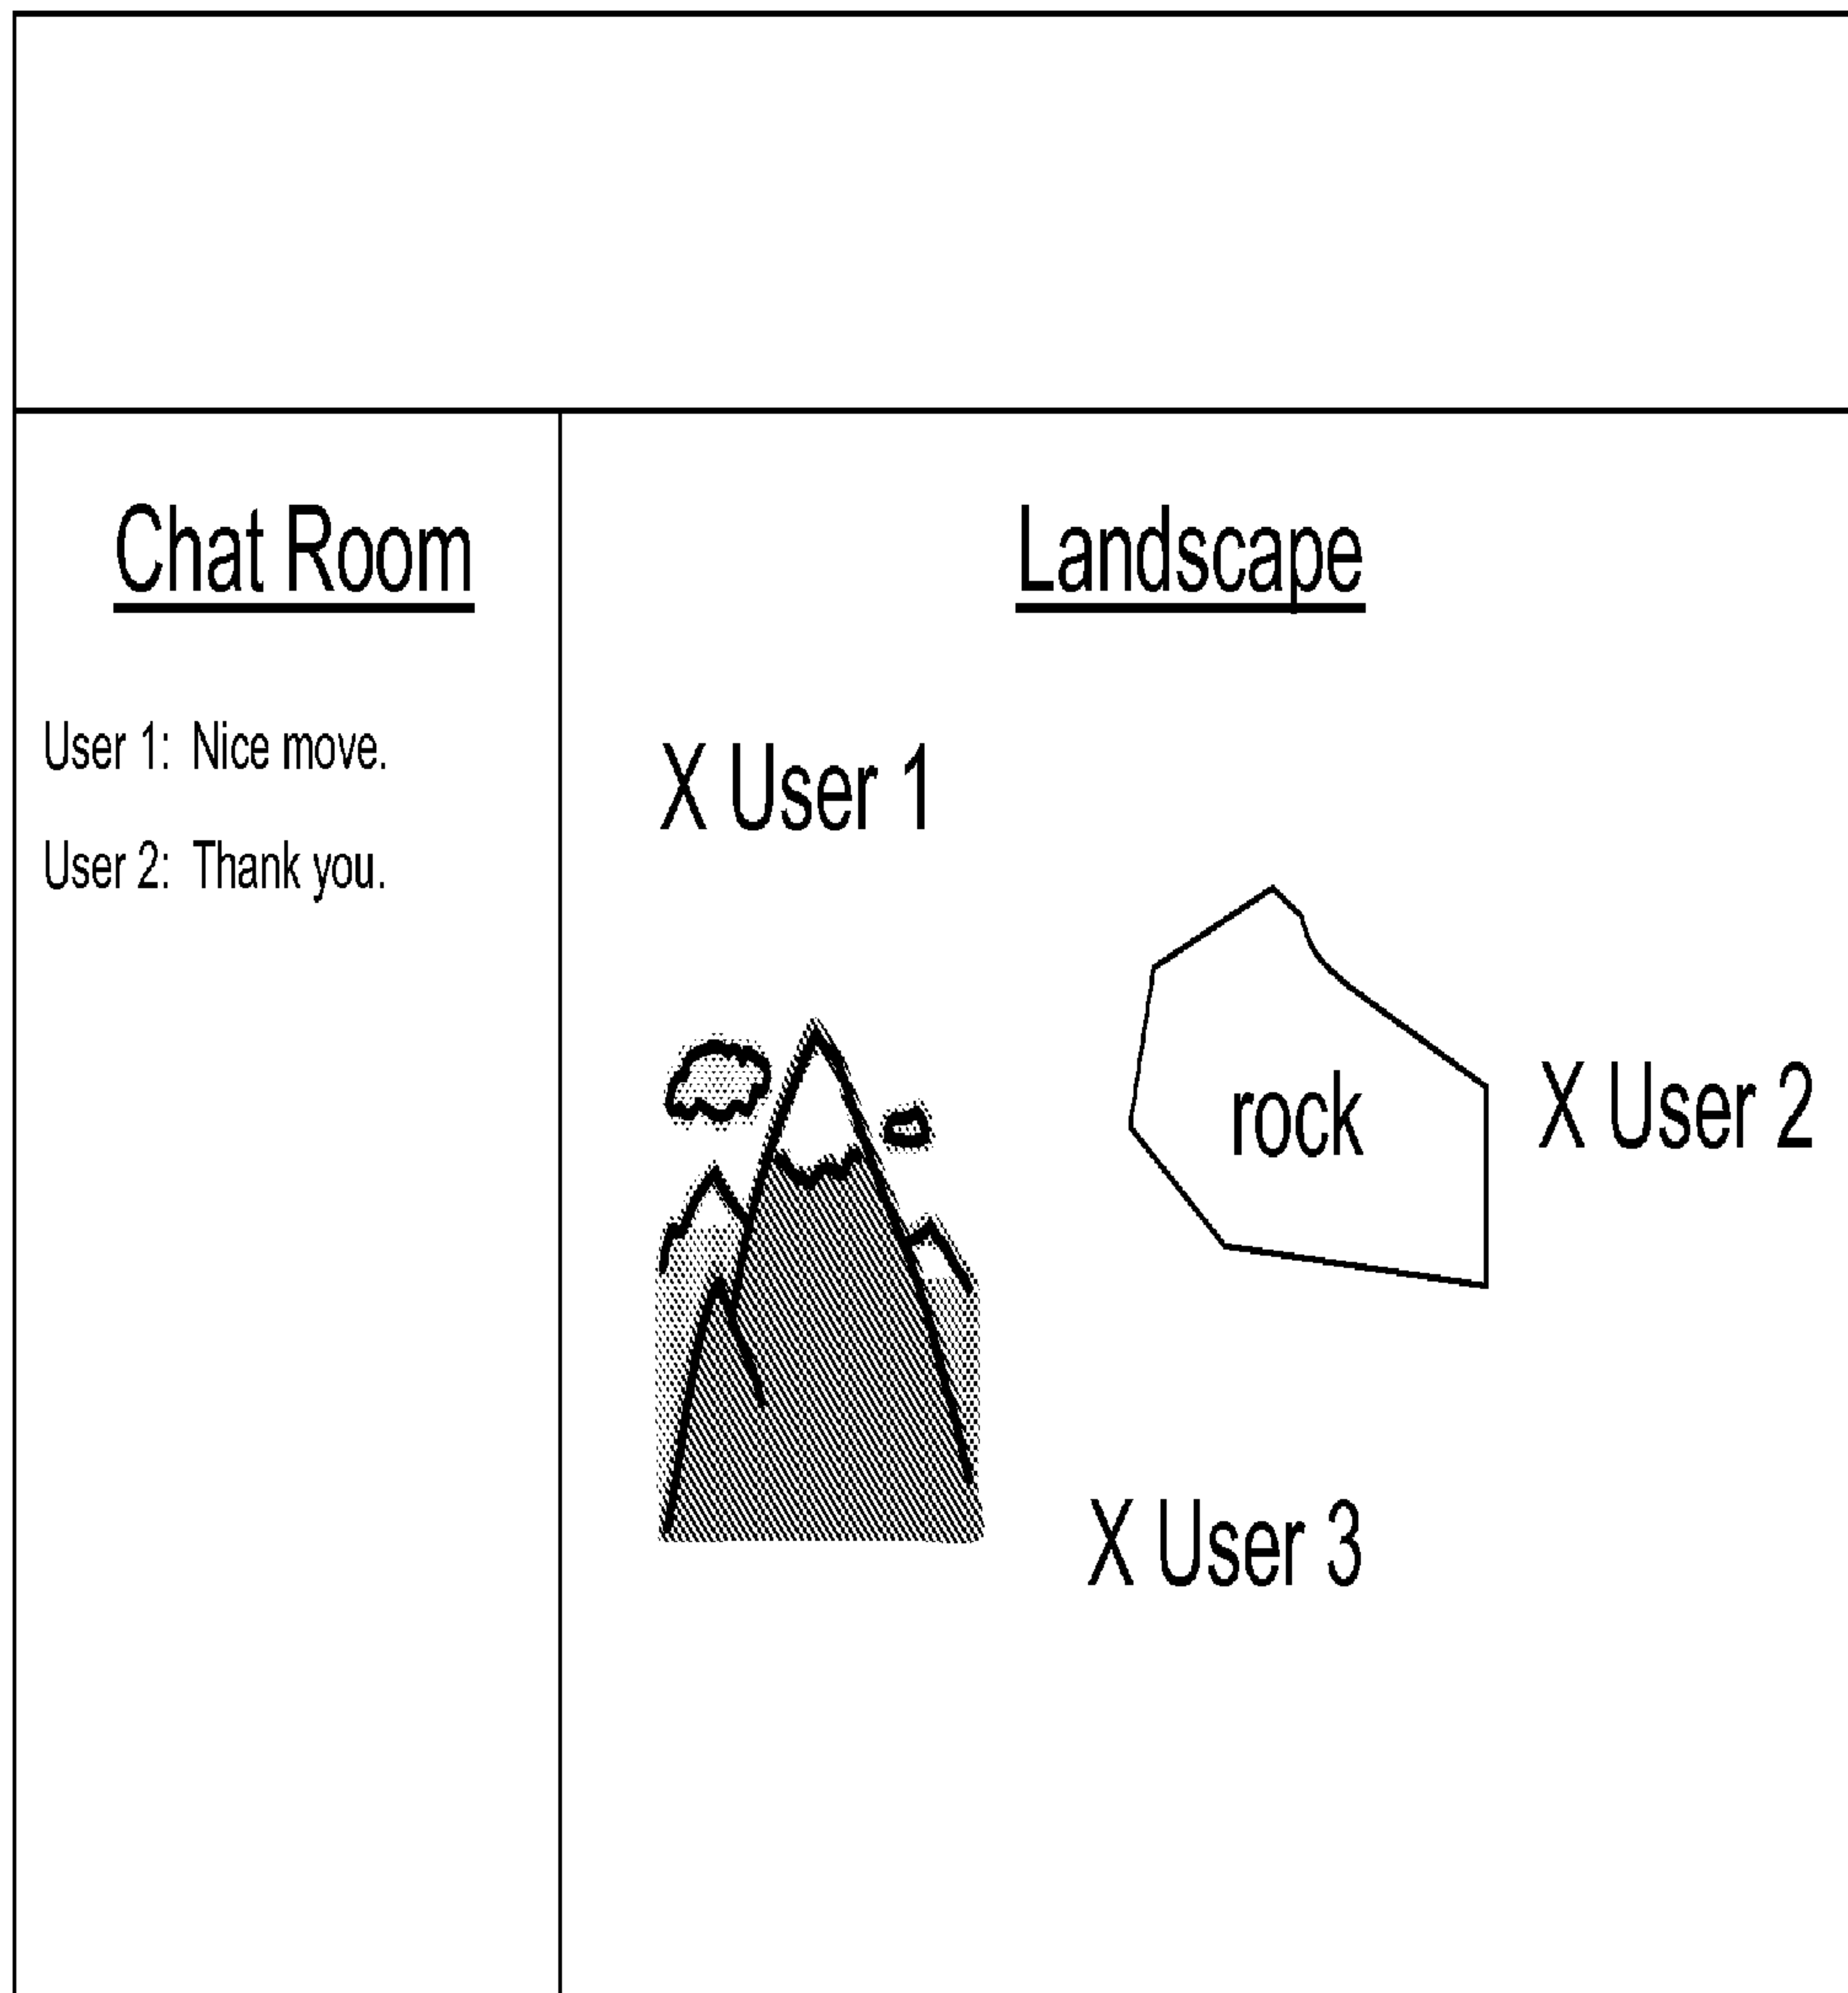 Chat Room
User 1: Nice move.
User 2: Thank you.
Landscape
X User 1
rock
X User 2
X User 3